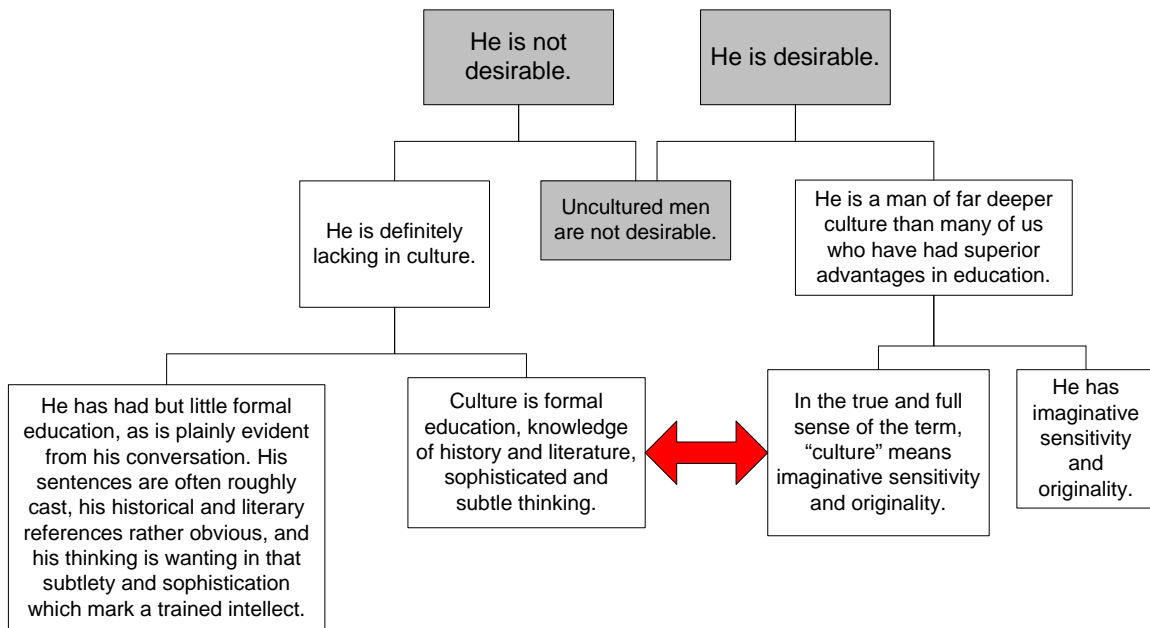 He is not
desirable.
He is desirable.
He is definitely
lacking in culture.
Uncultured men
are not desirable.
He is a man of far deeper
culture than many of us
who have had superior
advantages in education.
He has had but little formal
education, as is plainly evident
from his conversation. His
sentences are often roughly
cast, his historical and literary
references rather obvious, and
his thinking is wanting in that
subtlety and sophistication
which mark a trained intellect.
Culture is formal
education, knowledge
of history and literature,
sophisticated and
subtle thinking.
In the true and full
sense of the term,
“culture” means
imaginative sensitivity
and originality.
He has
imaginative
sensitivity
and
originality.